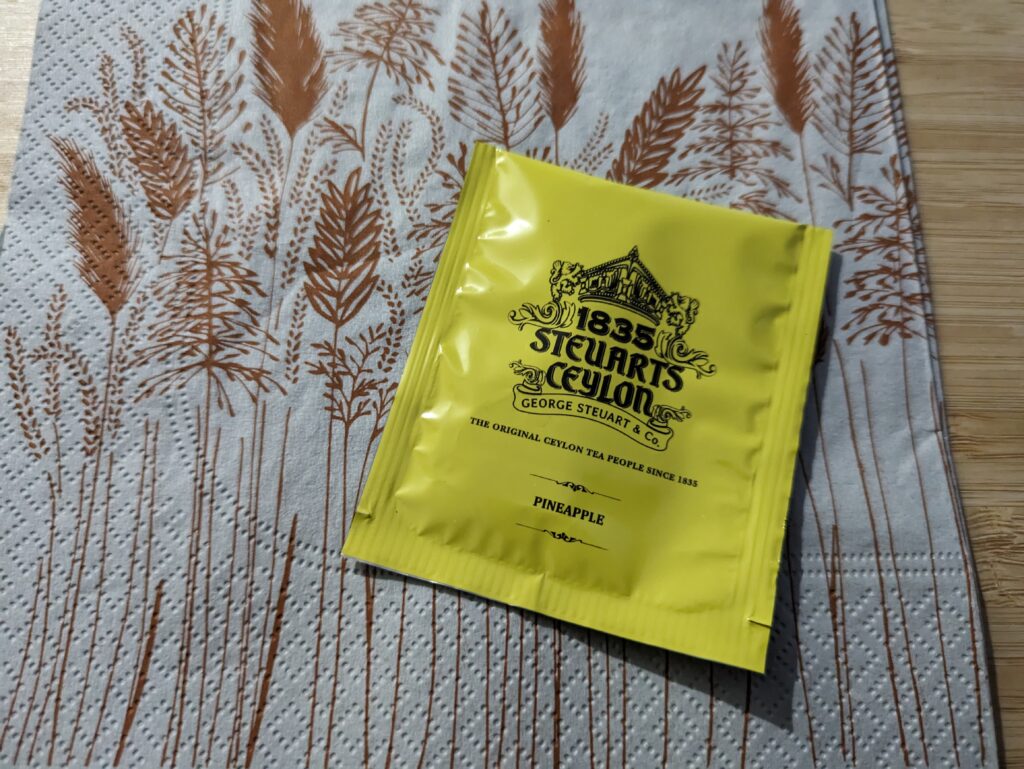 1835
STEUARTS
CEYLON
GEORGE STEUART & Co.
THE ORIGINAL CEYLON TEA PEOPLE SINCE 1835
PINEAPPLE